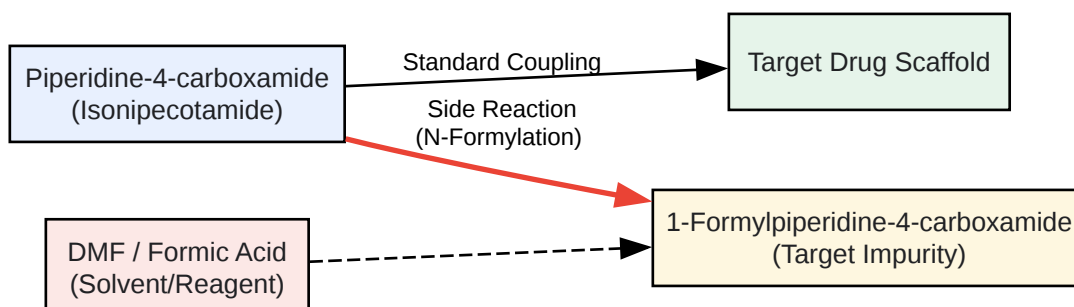 Piperidine-4-carboxamide
(Isonipecotamide)
Standard Coupling
Target Drug Scaffold
Side Reaction
(N-Formylation)
DMF / Formic Acid
(Solvent/Reagent)
1-Formylpiperidine-4-carboxamide
(Target Impurity)